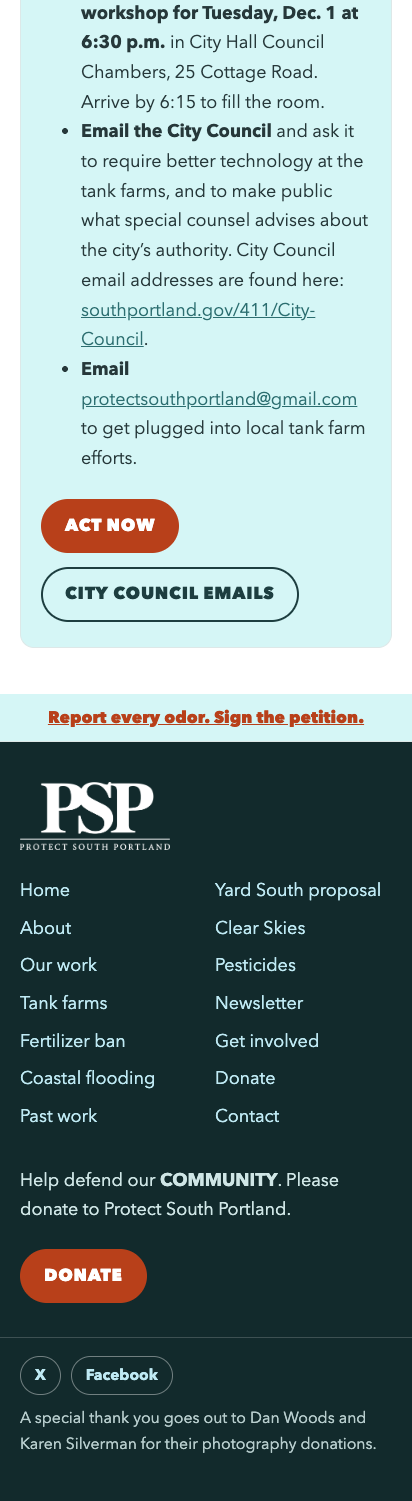 workshop for Tuesday, Dec. 1 at
6:30 p.m. in City Hall Council
Chambers, 25 Cottage Road.
Arrive by 6:15 to fill the room.
• Email the City Council and ask it
to require better technology at the
tank farms, and to make public
what special counsel advises about
the city’s authority. City Council
email addresses are found here:
southportland.gov/411/City-
Council.
• Email
protectsouthportland@gmail.com
to get plugged into local tank farm
efforts.
ACT NOW
CITY COUNCIL EMAILS
Report every odor. Sign the petition.
PSP
PROTECT SOUTH PORTLAND
Home
About
Our work
Tank farms
Fertilizer ban
Coastal flooding
Past work
Yard South proposal
Clear Skies
Pesticides
Newsletter
Get involved
Donate
Contact
Help defend our COMMUNITY. Please
donate to Protect South Portland.
DONATE
X
Facebook
A special thank you goes out to Dan Woods and
Karen Silverman for their photography donations.